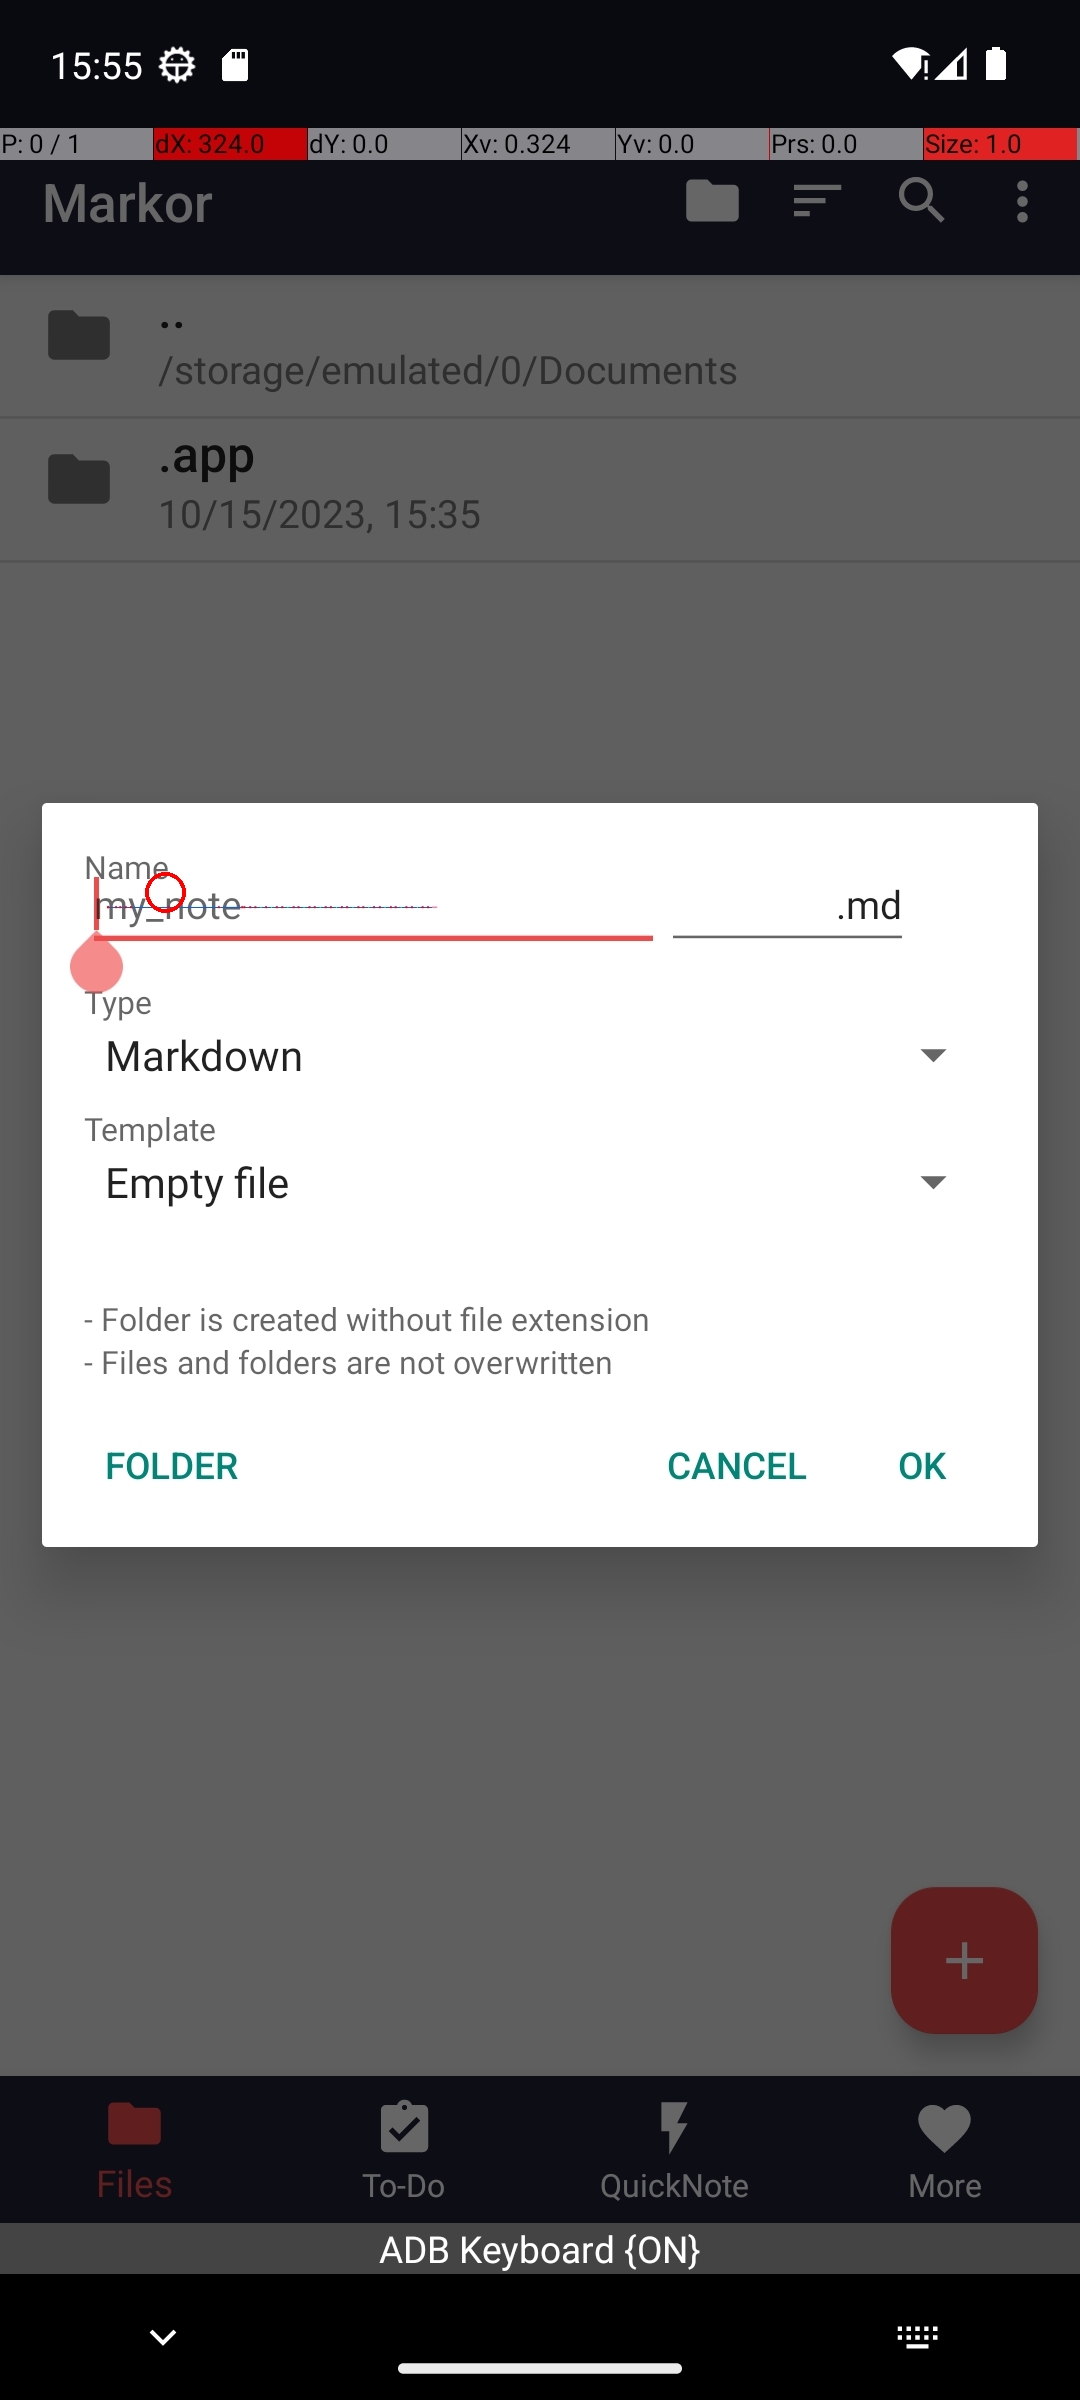 15:55
P: 0 / 1 dX: 324.0 dY: 0.0 Xv: 0.324 Yv: 0.0 Prs: 0.0 Size: 1.0
Markor
..
/storage/emulated/0/Documents
.app
10/15/2023, 15:35
Name
my_note .md
Type
Markdown
Template
Empty file
- Folder is created without file extension
- Files and folders are not overwritten
FOLDER CANCEL OK
Files To-Do QuickNote More
ADB Keyboard {ON}